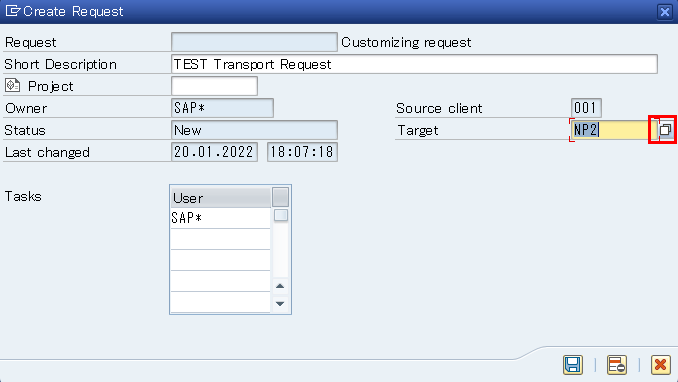 Create Request
Request Customizing request
Short Description TEST Transport Request
Project
Owner SAP* Source client 001
Status New Target NP2
Last changed 20.01.2022 18:07:18
Tasks User
SAP*